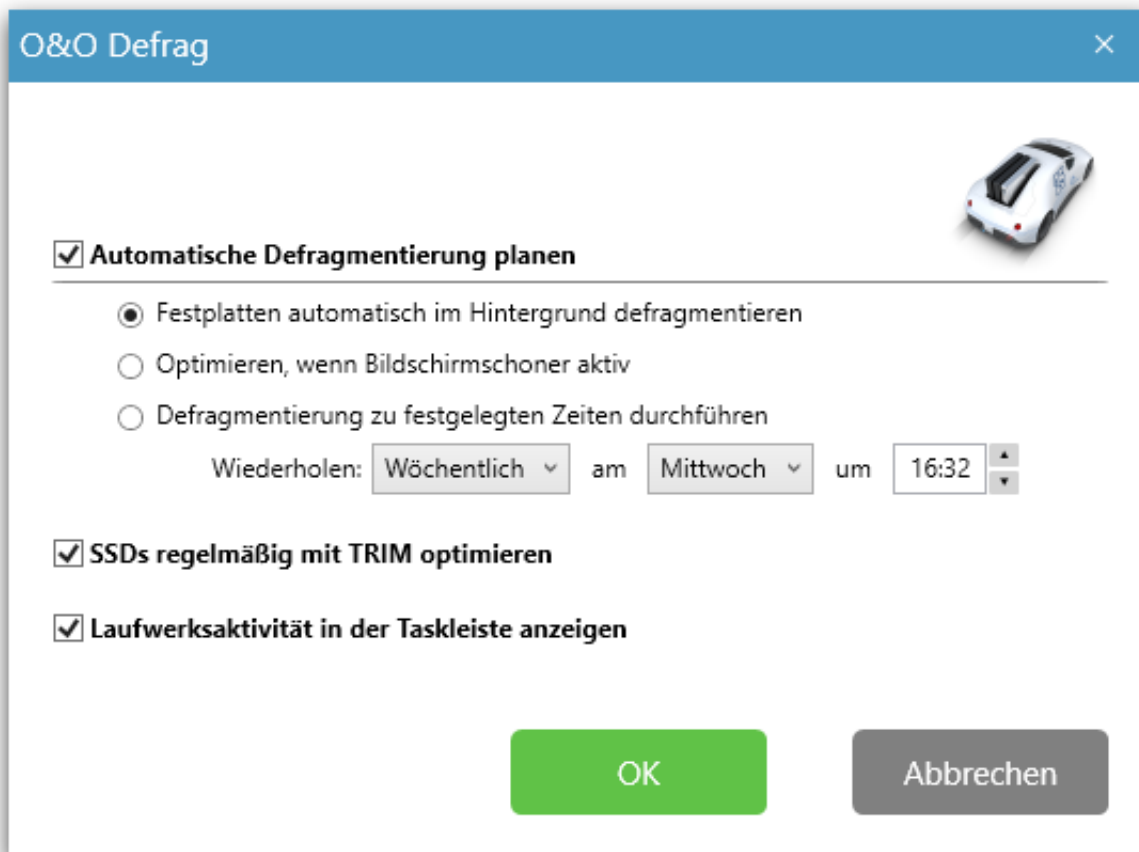 O&O Defrag
Automatische Defragmentierung planen
Festplatten automatisch im Hintergrund defragmentieren
Optimieren, wenn Bildschirmschoner aktiv
Defragmentierung zu festgelegten Zeiten durchführen
Wiederholen: Wöchentlich am Mittwoch um 16:32
SSDs regelmäßig mit TRIM optimieren
Laufwerksaktivität in der Taskleiste anzeigen
OK Abbrechen